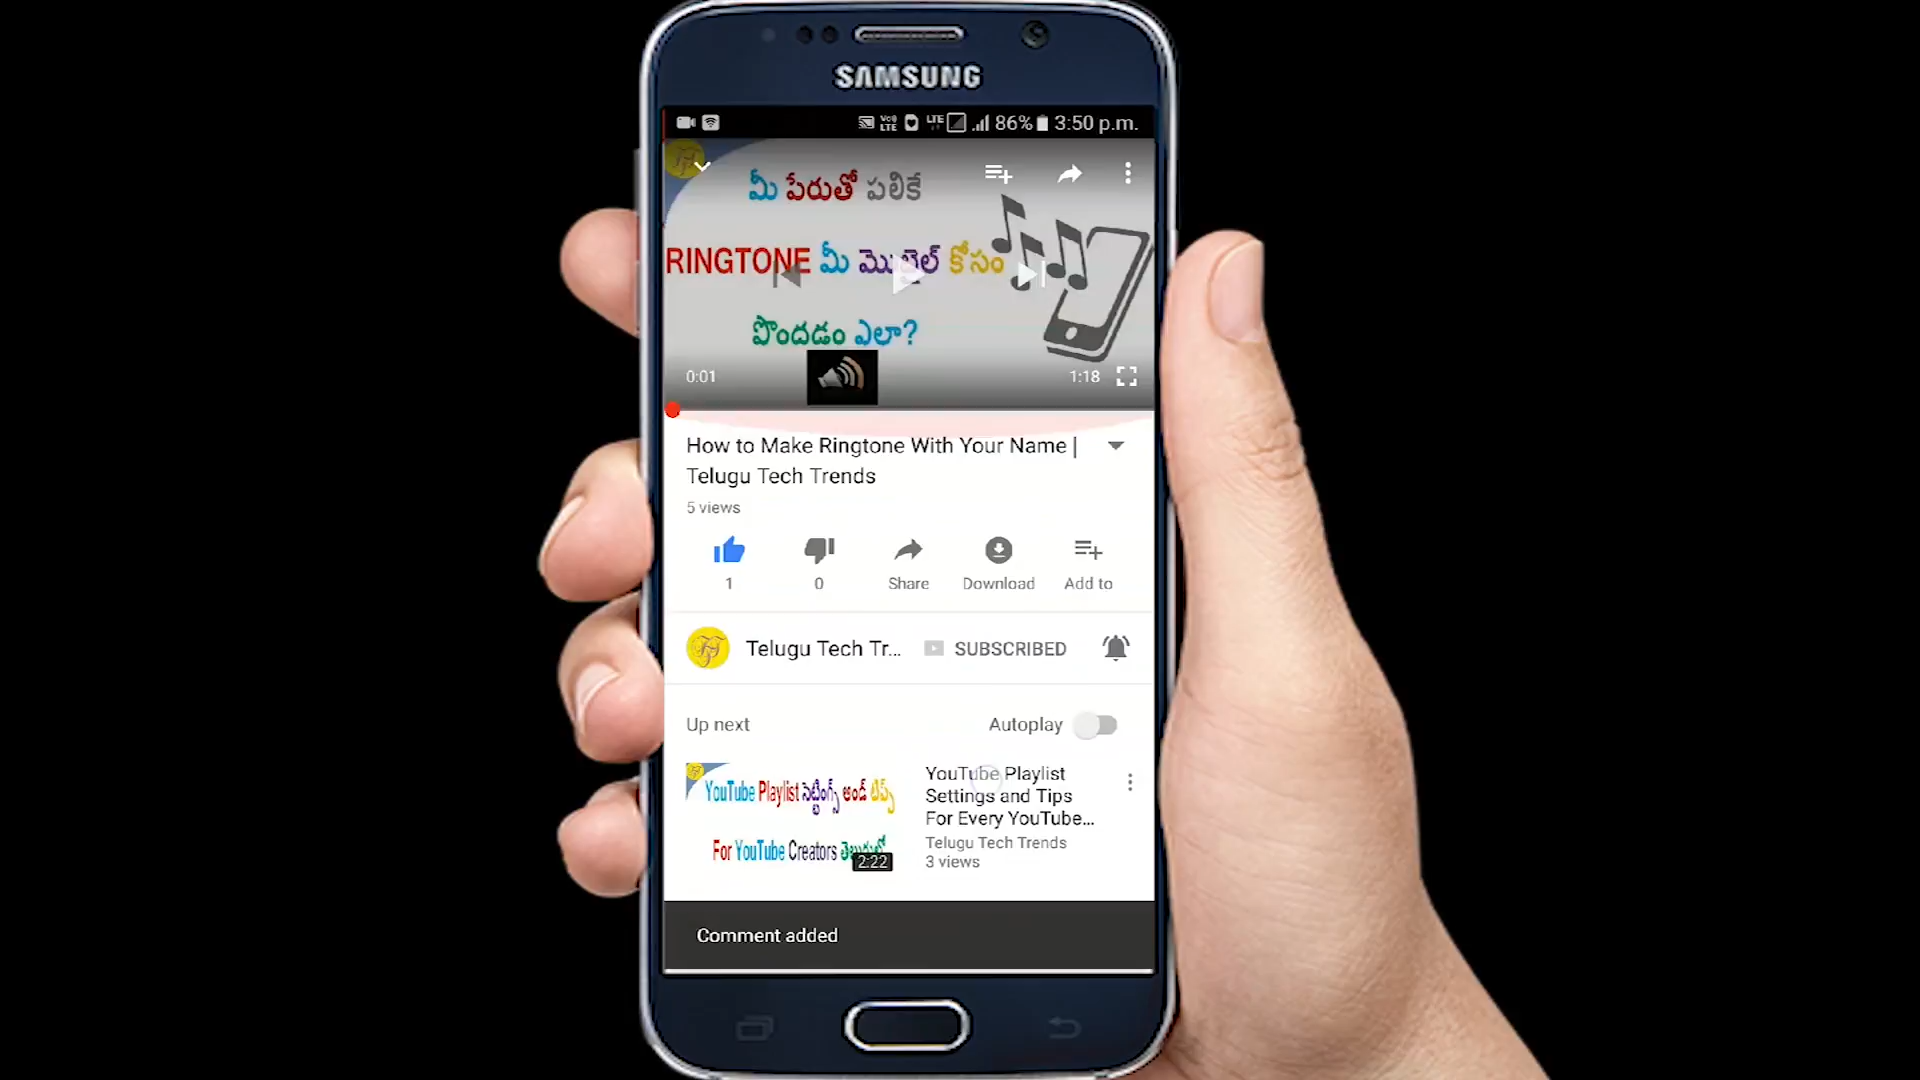 SAMSUNG
VoD LTE LTE 86% 3:50 p.m.
మీ పేరుతో పలికే
RINGTONE మీ మొబైల్ కోసం
పొందడం ఎలా?
0:01
1:18
How to Make Ringtone With Your Name |
Telugu Tech Trends
5 views
1 0 Share Download Add to
Telugu Tech Tr... SUBSCRIBED
Up next Autoplay
YouTube Playlist సెట్టింగ్స్ అండ్ టిప్స్
For YouTube Creators తెలుగులో
2:22
YouTube Playlist
Settings and Tips
For Every YouTube...
Telugu Tech Trends
3 views
Comment added